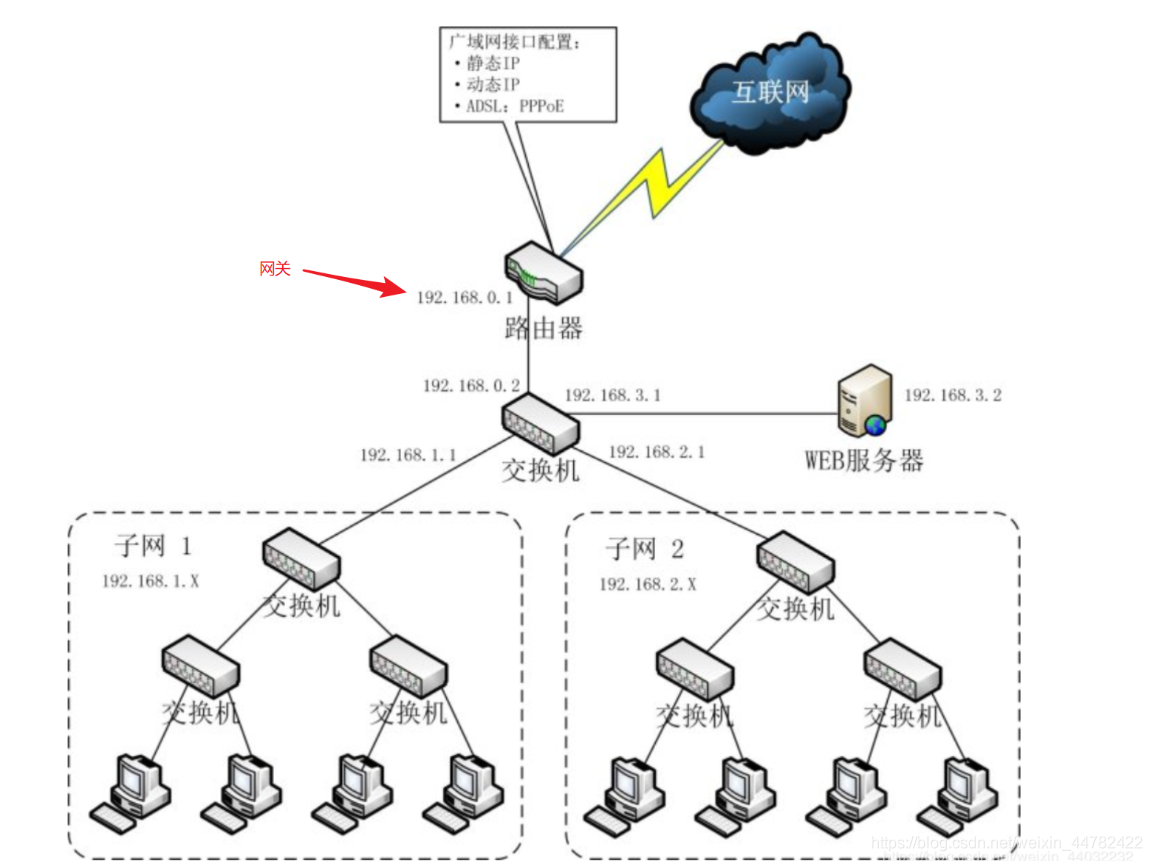 广域网接口配置：
·静态IP
·动态IP
·ADSL：PPPoE
互联网
网关
192.168.0.1
路由器
192.168.0.2
192.168.3.1
192.168.3.2
192.168.1.1
192.168.2.1
交换机
WEB服务器
子网 1
192.168.1.X
交换机
交换机
交换机
子网 2
192.168.2.X
交换机
交换机
交换机
https://blog.csdn.net/weixin_44782422